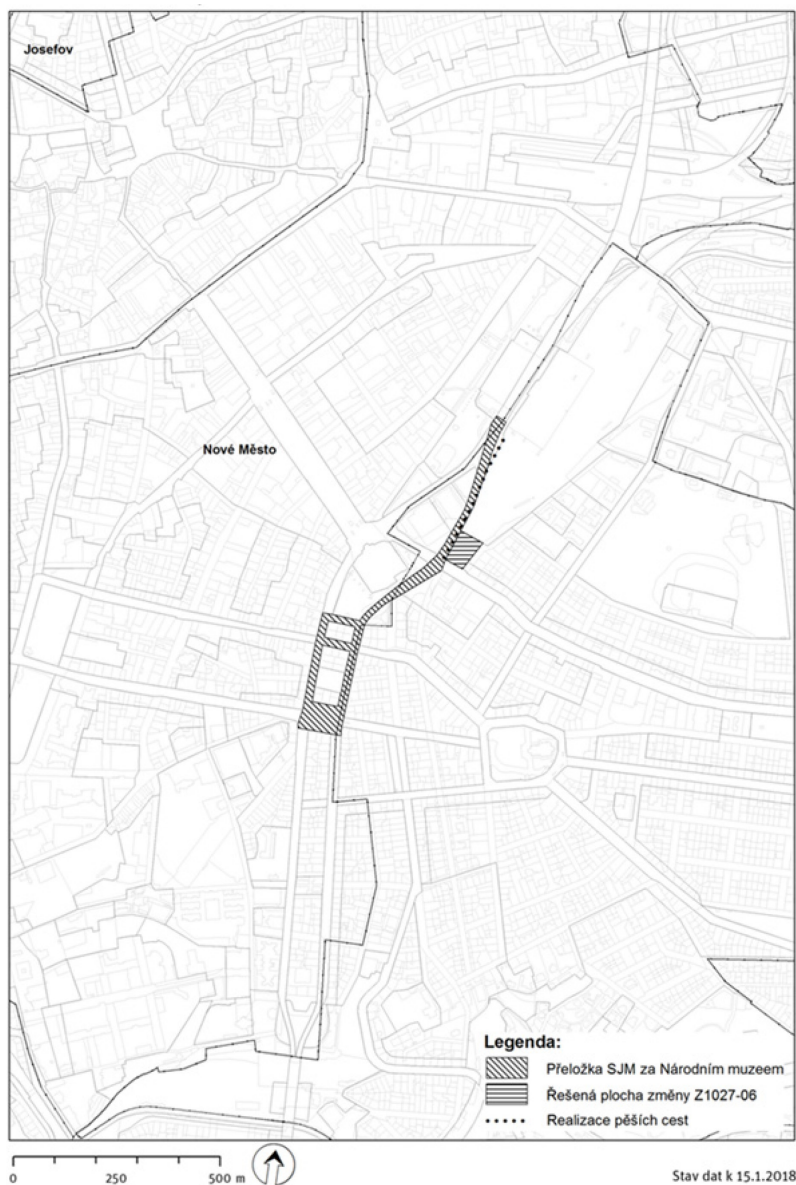 Josefov
Nové Město
Legenda:
Přeložka SJM za Národním muzeem
Řešená plocha změny Z1027-06
Realizace pěších cest
0 250 500 m
Stav dat k 15.1.2018